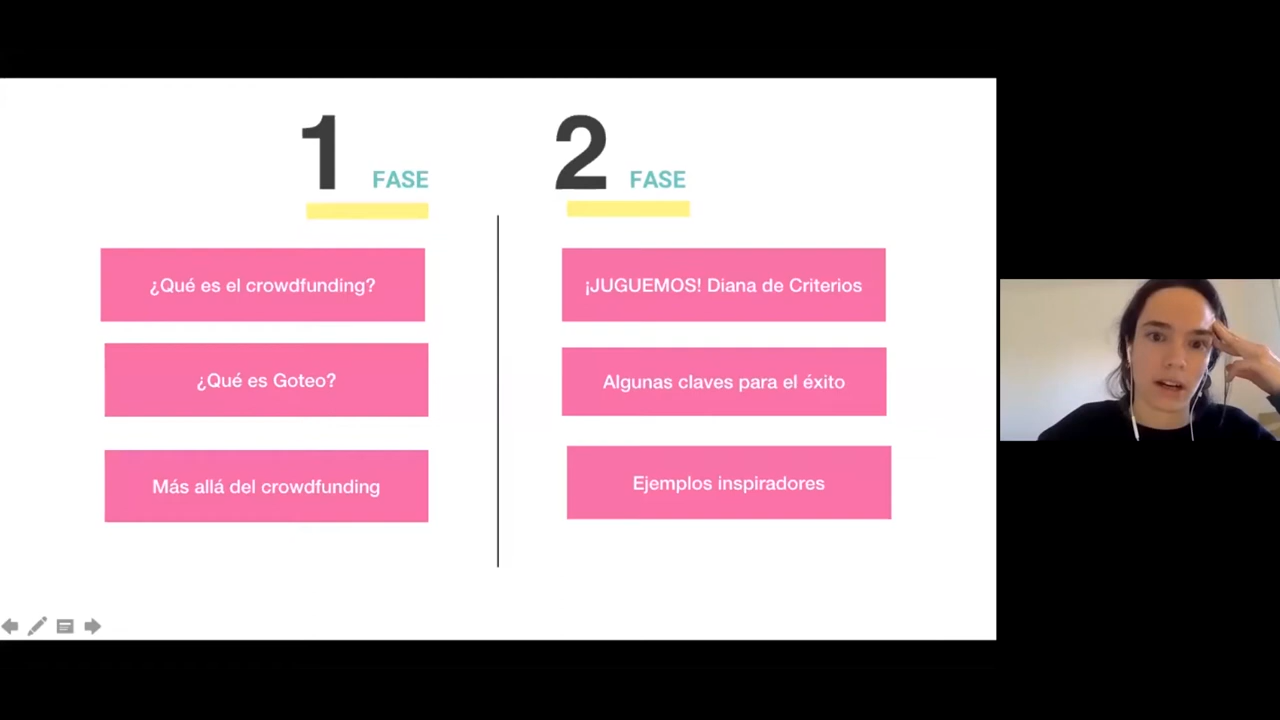 1 FASE
¿Qué es el crowdfunding?
¿Qué es Goteo?
Más allá del crowdfunding
2 FASE
¡JUGUEMOS! Diana de Criterios
Algunas claves para el éxito
Ejemplos inspiradores